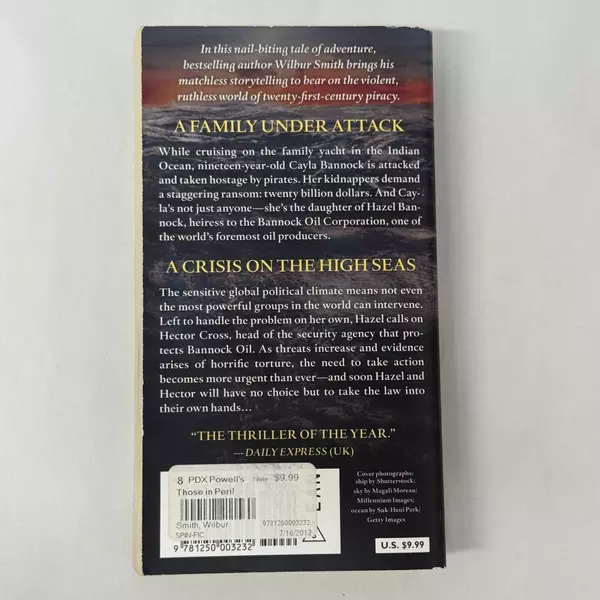 In this nail-biting tale of adventure,
bestselling author Wilbur Smith brings his
matchless storytelling to bear on the violent,
ruthless world of twenty-first-century piracy.
A FAMILY UNDER ATTACK
While cruising on the family yacht in the Indian
Ocean, nineteen-year-old Cayla Bannock is attacked
and taken hostage by pirates. Her kidnappers demand
a staggering ransom: twenty billion dollars. And Cay-
la's not just anyone—she's the daughter of Hazel Ban-
nock, heiress to the Bannock Oil Corporation, one of
the world's foremost oil producers.
A CRISIS ON THE HIGH SEAS
The sensitive global political climate means not even
the most powerful groups in the world can intervene.
Left to handle the problem on her own, Hazel calls on
Hector Cross, head of the security agency that pro-
tects Bannock Oil. As threats increase and evidence
arises of horrific torture, the need to take action
becomes more urgent than ever—and soon Hazel and
Hector will have no choice but to take the law into
their own hands…
"THE THRILLER OF THE YEAR."
—DAILY EXPRESS (UK)
8 PDX Powell's New $9.99
Those in Peril
Smith, Wilbur
9781250003232
SPIN-FIC
7/16/2012
EAN
9 781250 003232
Cover photographs:
ship by Shutterstock;
sky by Magali Moreau/
Millennium Images;
ocean by Suk-Heui Park/
Getty Images
U.S. $9.99